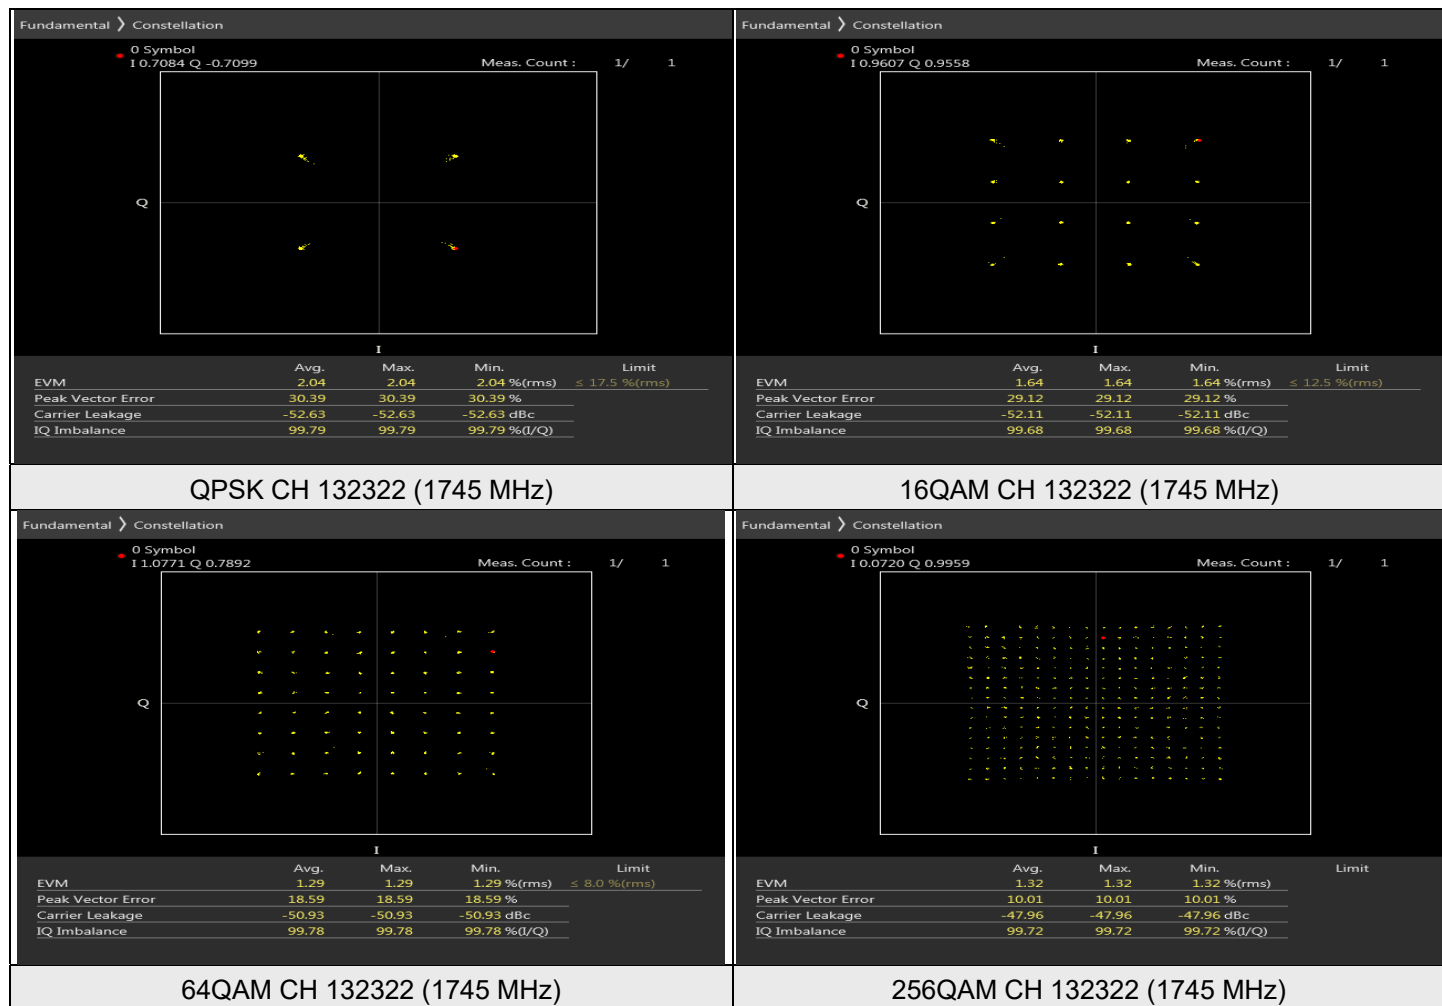 Fundamental ❯ Constellation
0 Symbol
I 0.7084 Q -0.7099 Meas. Count : 1/ 1
Q
I
Avg. Max. Min. Limit
EVM 2.04 2.04 2.04 %(rms) ≤ 17.5 %(rms)
Peak Vector Error 30.39 30.39 30.39 %
Carrier Leakage -52.63 -52.63 -52.63 dBc
IQ Imbalance 99.79 99.79 99.79 %(I/Q)
QPSK CH 132322 (1745 MHz)
Fundamental ❯ Constellation
0 Symbol
I 0.9607 Q 0.9558 Meas. Count : 1/ 1
Q
I
Avg. Max. Min. Limit
EVM 1.64 1.64 1.64 %(rms) ≤ 12.5 %(rms)
Peak Vector Error 29.12 29.12 29.12 %
Carrier Leakage -52.11 -52.11 -52.11 dBc
IQ Imbalance 99.68 99.68 99.68 %(I/Q)
16QAM CH 132322 (1745 MHz)
Fundamental ❯ Constellation
0 Symbol
I 1.0771 Q 0.7892 Meas. Count : 1/ 1
Q
I
Avg. Max. Min. Limit
EVM 1.29 1.29 1.29 %(rms) ≤ 8.0 %(rms)
Peak Vector Error 18.59 18.59 18.59 %
Carrier Leakage -50.93 -50.93 -50.93 dBc
IQ Imbalance 99.78 99.78 99.78 %(I/Q)
64QAM CH 132322 (1745 MHz)
Fundamental ❯ Constellation
0 Symbol
I 0.0720 Q 0.9959 Meas. Count : 1/ 1
Q
I
Avg. Max. Min. Limit
EVM 1.32 1.32 1.32 %(rms)
Peak Vector Error 10.01 10.01 10.01 %
Carrier Leakage -47.96 -47.96 -47.96 dBc
IQ Imbalance 99.72 99.72 99.72 %(I/Q)
256QAM CH 132322 (1745 MHz)